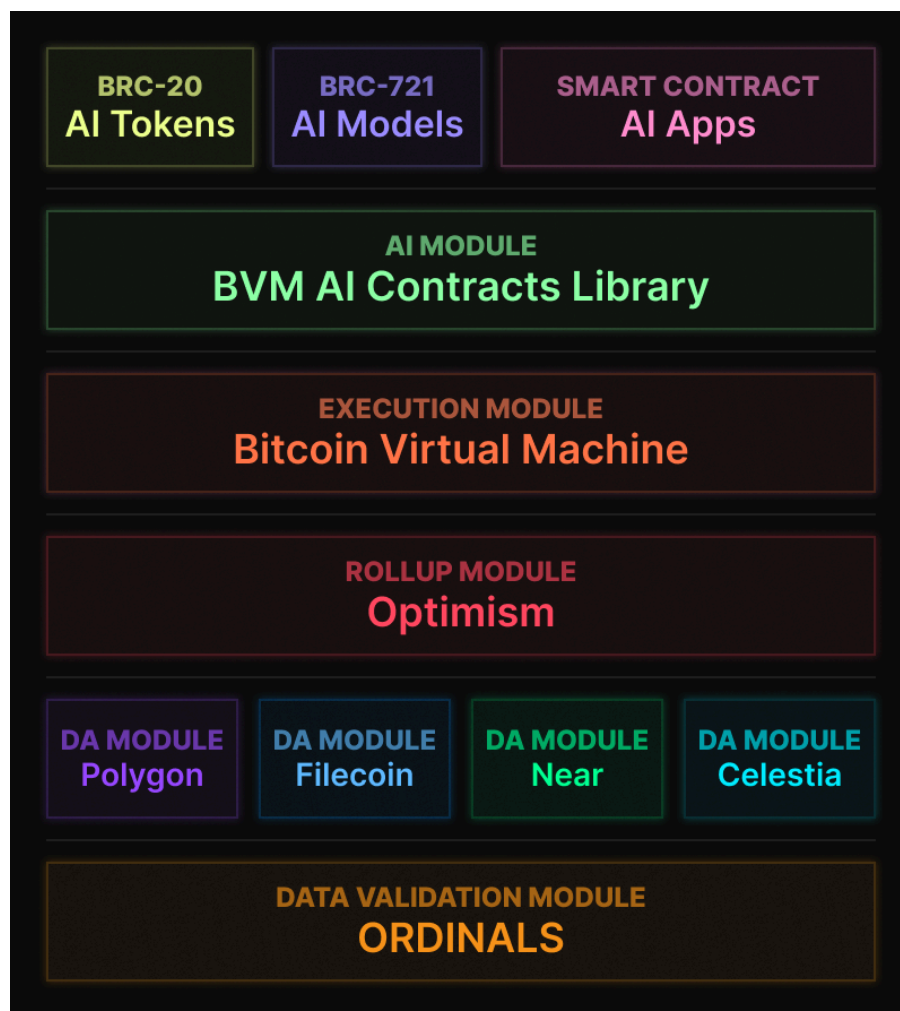 BRC-20
AI Tokens
BRC-721
AI Models
SMART CONTRACT
AI Apps
AI MODULE
BVM AI Contracts Library
EXECUTION MODULE
Bitcoin Virtual Machine
ROLLUP MODULE
Optimism
DA MODULE
Polygon
DA MODULE
Filecoin
DA MODULE
Near
DA MODULE
Celestia
DATA VALIDATION MODULE
ORDINALS